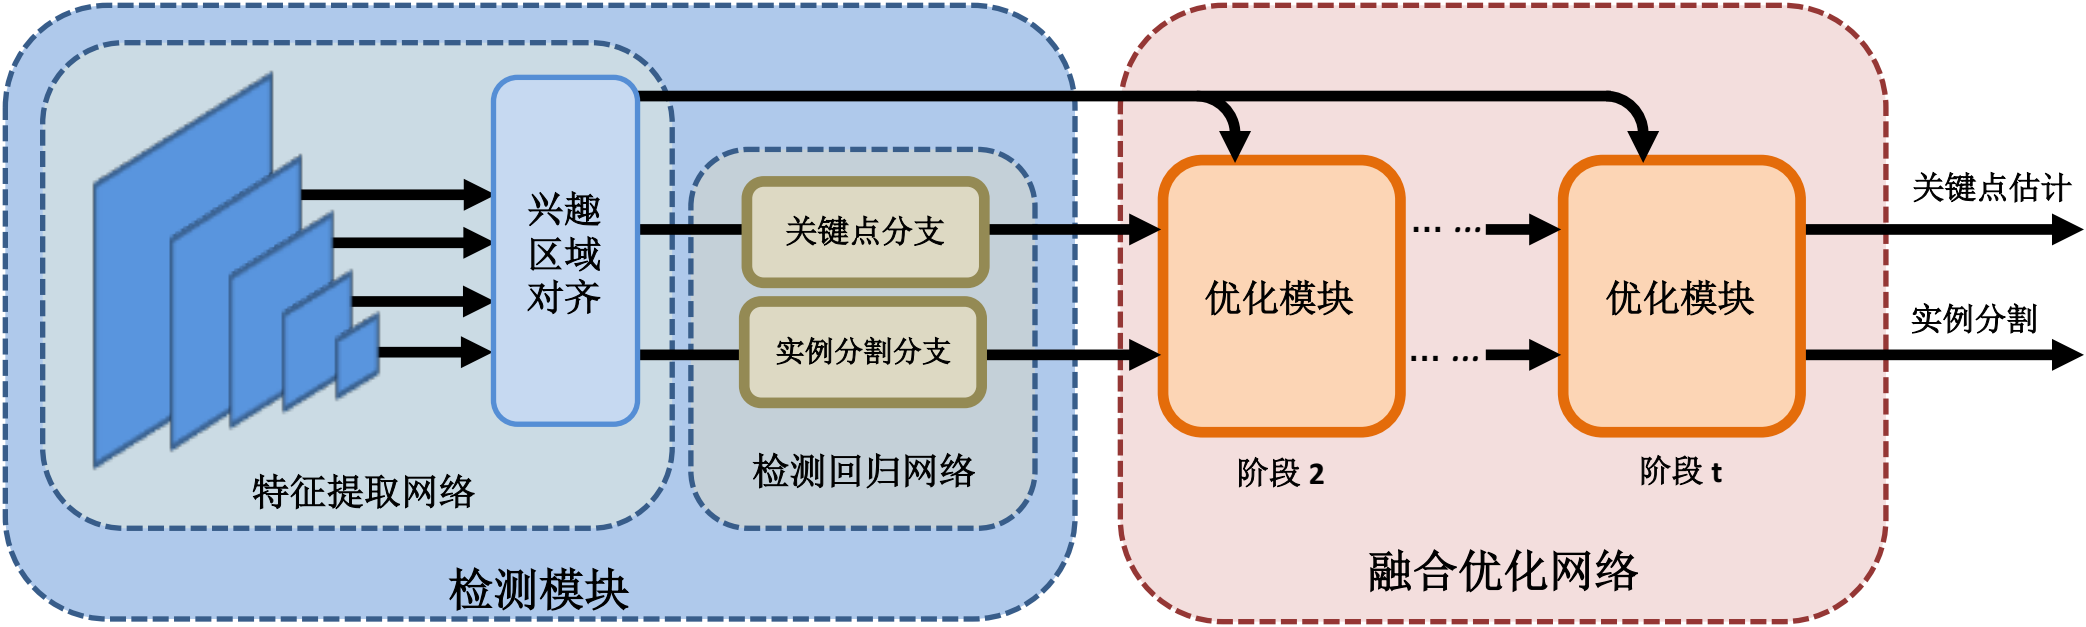 兴趣
区域
对齐
特征提取网络
关键点分支
实例分割分支
检测回归网络
检测模块
优化模块
阶段 2
... ...
... ...
优化模块
阶段 t
融合优化网络
关键点估计
实例分割